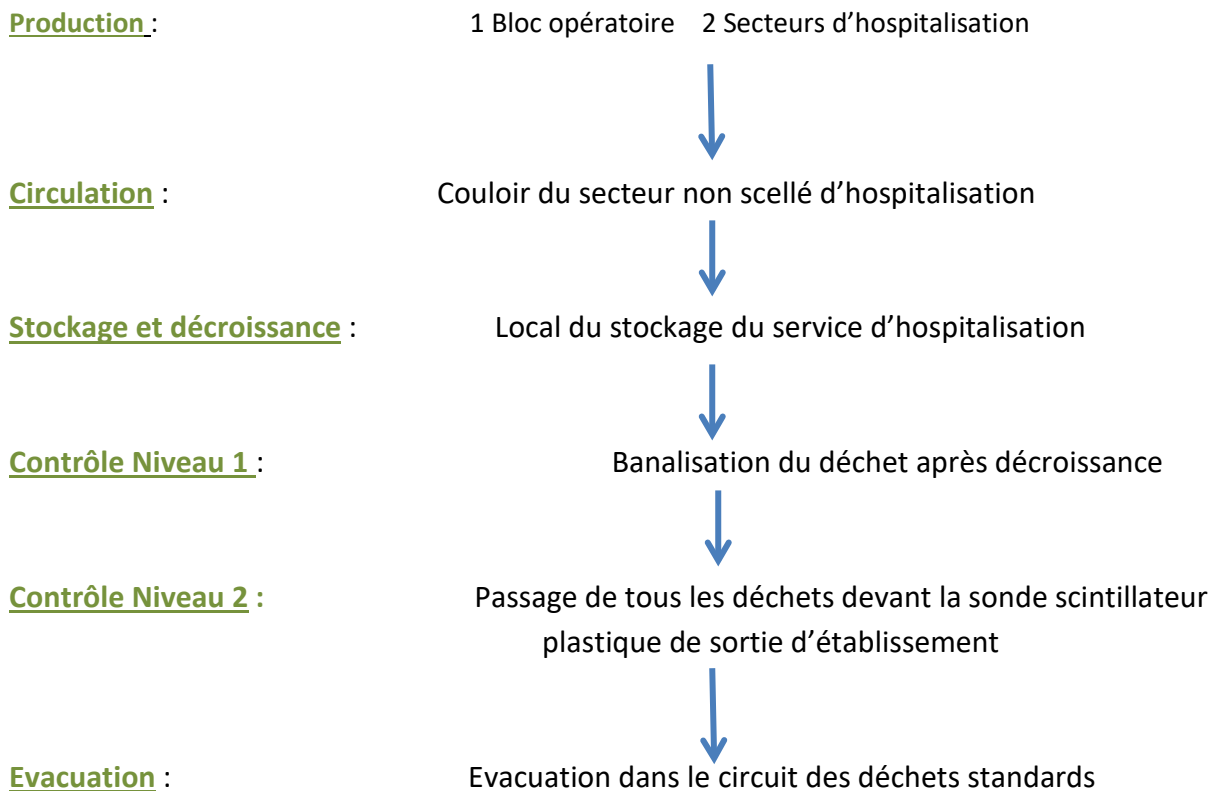 Production : 1 Bloc opératoire 2 Secteurs d’hospitalisation
Circulation : Couloir du secteur non scellé d’hospitalisation
Stockage et décroissance : Local du stockage du service d’hospitalisation
Contrôle Niveau 1 : Banalisation du déchet après décroissance
Contrôle Niveau 2 : Passage de tous les déchets devant la sonde scintillateur
plastique de sortie d’établissement
Evacuation : Evacuation dans le circuit des déchets standards